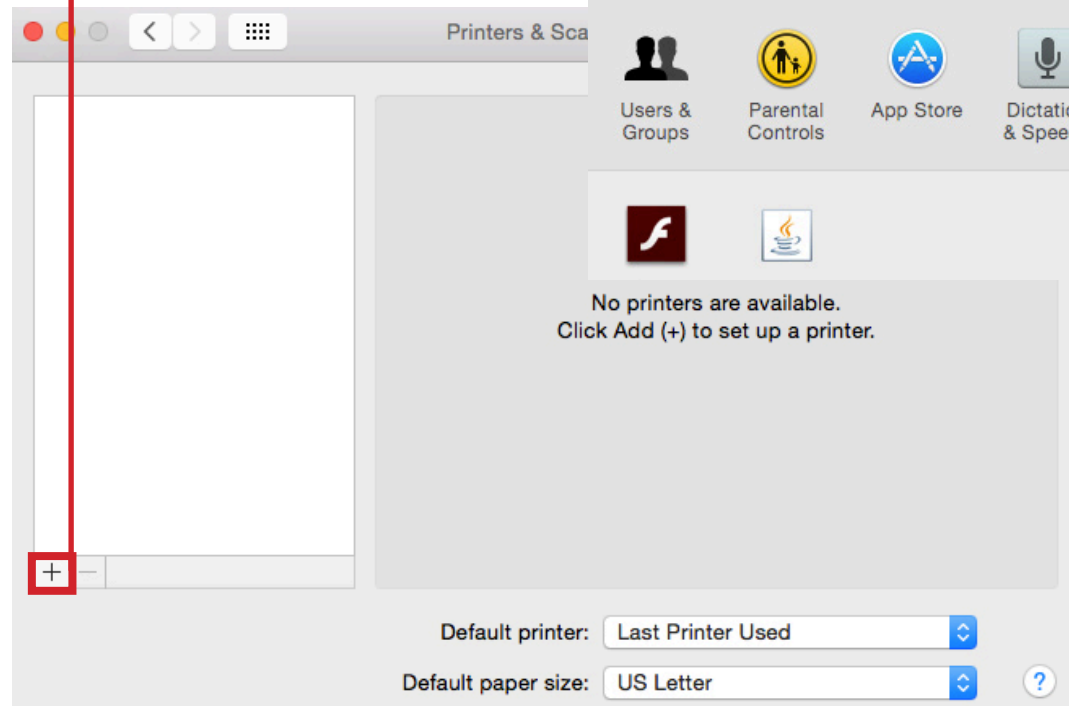 Printers & Sca
Users & Groups
Parental Controls
App Store
Dictatio
& Spee
No printers are available.
Click Add (+) to set up a printer.
+
−
Default printer: Last Printer Used
Default paper size: US Letter
?